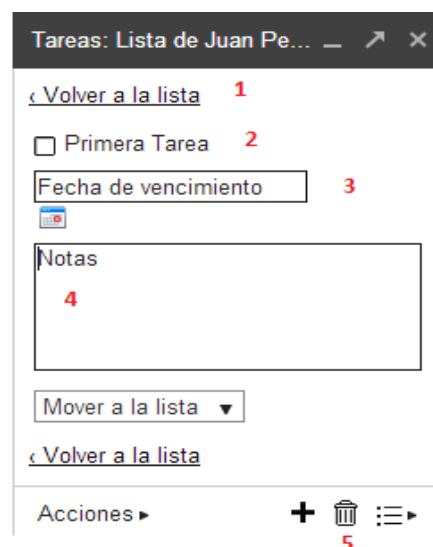 Tareas: Lista de Juan Pe...
‹ Volver a la lista 1
Primera Tarea 2
Fecha de vencimiento 3
Notas
4
Mover a la lista
‹ Volver a la lista
Acciones
5